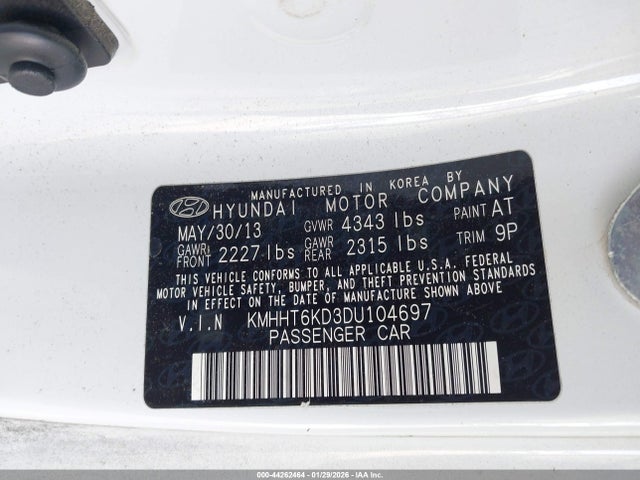 MANUFACTURED IN KOREA BY
HYUNDAI MOTOR COMPANY
MAY/30/13 GVWR 4343 lbs PAINT AT
GAWR FRONT 2227 lbs GAWR REAR 2315 lbs TRIM 9P
THIS VEHICLE CONFORMS TO ALL APPLICABLE U.S.A. FEDERAL
MOTOR VEHICLE SAFETY, BUMPER, AND THEFT PREVENTION STANDARDS
IN EFFECT ON THE DATE OF MANUFACTURE SHOWN ABOVE
V.I.N KMHHT6KD3DU104697
PASSENGER CAR
000-44262464 | 01/29/2026 | IAAI.COM